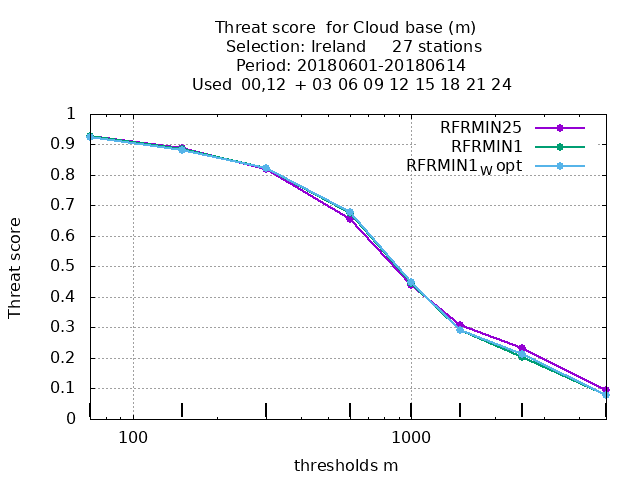 Threat score  for Cloud base (m)
Selection: Ireland     27 stations
Period: 20180601-20180614
Used  00,12  + 03 06 09 12 15 18 21 24
RFRMIN25
RFRMIN1
RFRMIN1W opt
1
0.9
0.8
0.7
0.6
0.5
0.4
0.3
0.2
0.1
0
Threat score
100
1000
thresholds m